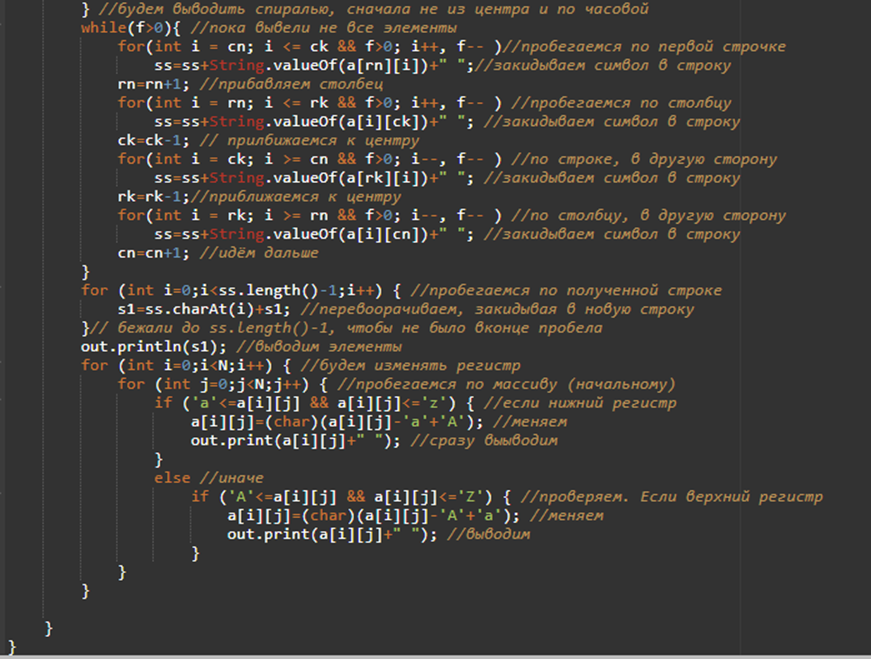 } //будем выводить спиралью, сначала не из центра и по часовой
while(f>0){ //пока вывели не все элементы
for(int i = cn; i <= ck && f>0; i++, f-- )//пробегаемся по первой строчке
ss=ss+String.valueOf(a[rn][i])+" ";//закидываем символ в строку
rn=rn+1; //прибавляем столбец
for(int i = rn; i <= rk && f>0; i++, f-- ) //пробегаемся по столбцу
ss=ss+String.valueOf(a[i][ck])+" "; //закидываем символ в строку
ck=ck-1; // прилбижаемся к центру
for(int i = ck; i >= cn && f>0; i--, f-- ) //по строке, в другую сторону
ss=ss+String.valueOf(a[rk][i])+" "; //закидываем символ в строку
rk=rk-1;//приближаемся к центру
for(int i = rk; i >= rn && f>0; i--, f-- ) //по столбцу, в другую сторону
ss=ss+String.valueOf(a[i][cn])+" "; //закидываем символ в строку
cn=cn+1; //идём дальше
}
for (int i=0;i<ss.length()-1;i++) { //пробегаемся по полученной строке
s1=ss.charAt(i)+s1; //перевоорачиваем, закидывая в новую строку
}// бежали до ss.length()-1, чтобы не было вконце пробела
out.println(s1); //выводим элементы
for (int i=0;i<N;i++) { //будем изменять регистр
for (int j=0;j<N;j++) { //пробегаемся по массиву (начальному)
if ('a'<=a[i][j] && a[i][j]<='z') { //если нижний регистр
a[i][j]=(char)(a[i][j]-'a'+'A'); //меняем
out.print(a[i][j]+" "); //сразу выыводим
}
else //иначе
if ('A'<=a[i][j] && a[i][j]<='Z') { //проверяем. Если верхний регистр
a[i][j]=(char)(a[i][j]-'A'+'a'); //меняем
out.print(a[i][j]+" "); //выводим
}
}
}
}
}